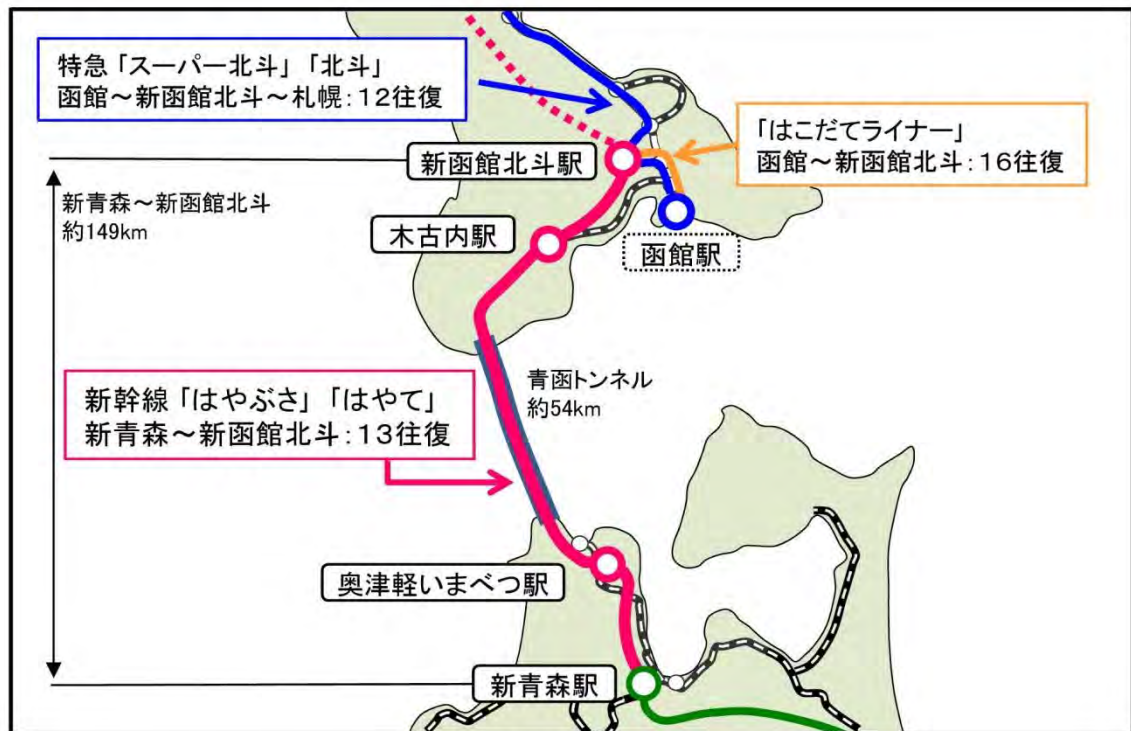 特急「スーパー北斗」「北斗」
函館～新函館北斗～札幌：１２往復
「はこだてライナー」
函館～新函館北斗：１６往復
新函館北斗駅
新青森～新函館北斗
約149km
木古内駅
函館駅
青函トンネル
約54km
新幹線「はやぶさ」「はやて」
新青森～新函館北斗：１３往復
奥津軽いまべつ駅
新青森駅